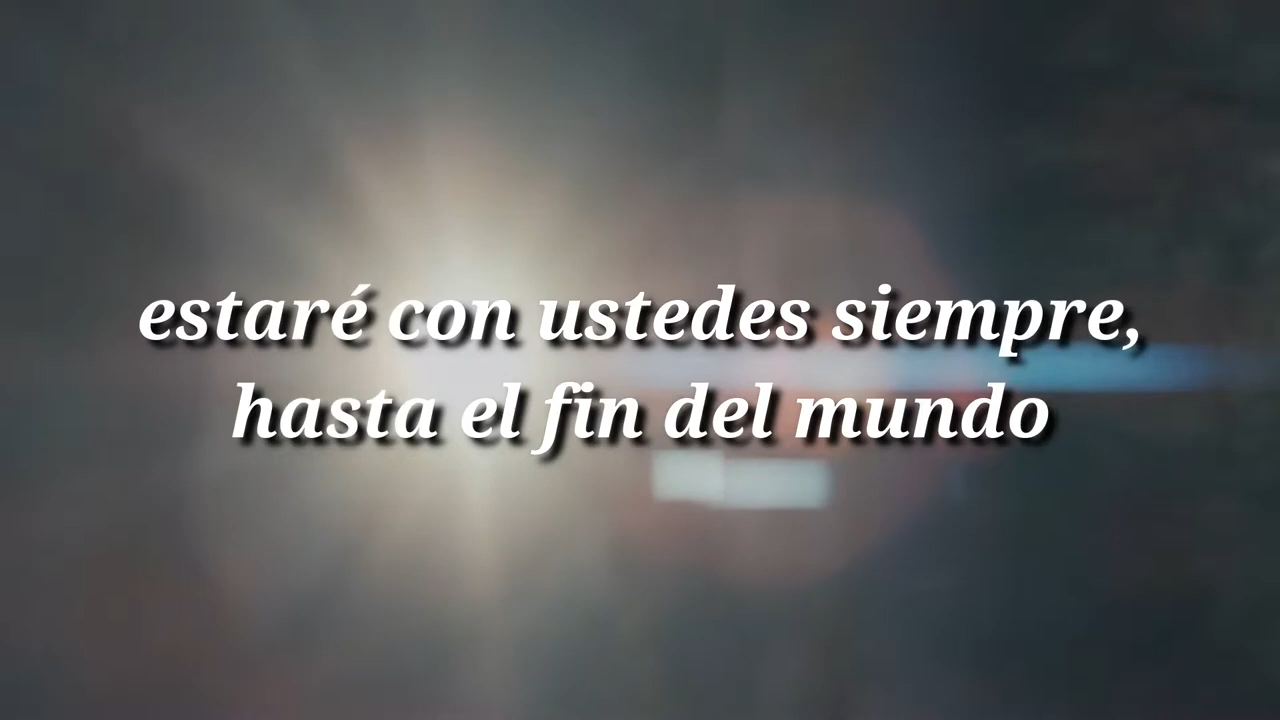 estaré con ustedes siempre,
hasta el fin del mundo